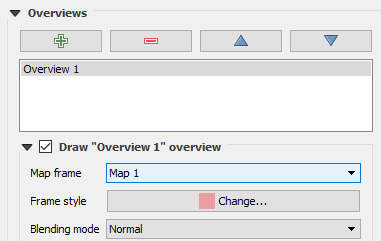 Overviews
Overview 1
Draw "Overview 1" overview
Map frame Map 1
Frame style Change...
Blending mode Normal